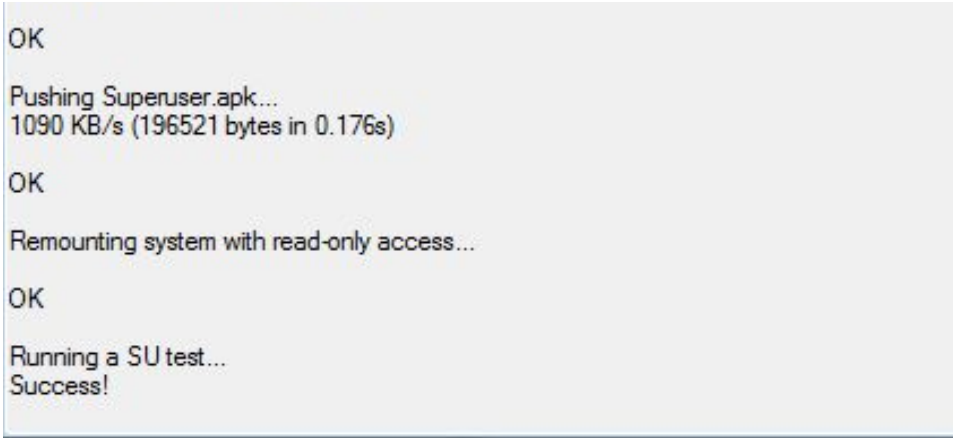 OK
Pushing Superuser.apk...
1090 KB/s (196521 bytes in 0.176s)
OK
Remounting system with read-only access...
OK
Running a SU test...
Success!